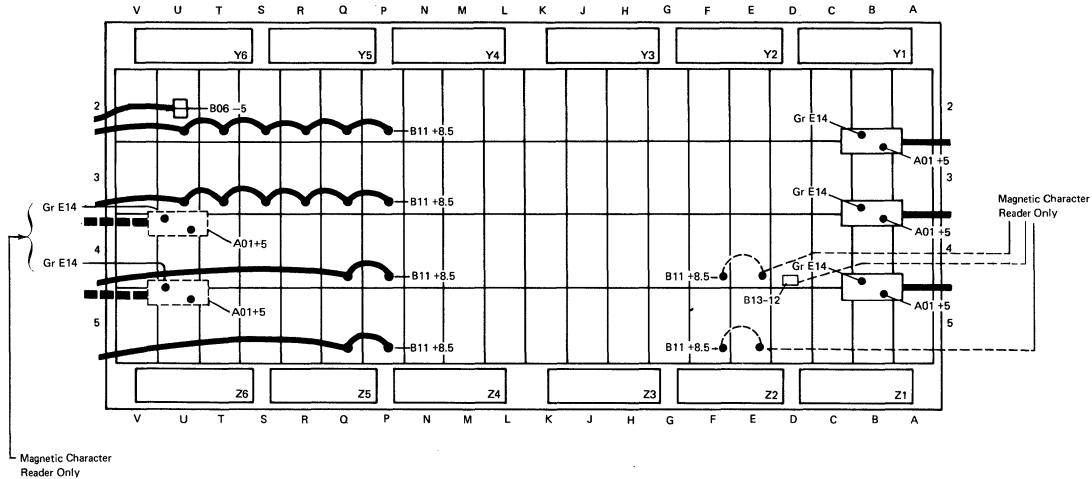 V U T S R Q P N M L K J H G F E D C B A
Y6 Y5 Y4 Y3 Y2 Y1
2 B06 -5 2
B11 +8.5
Gr E14
A01 +5
3 3
B11 +8.5
Gr E14
A01 +5
Magnetic Character
Reader Only
Gr E14
A01+5
4 4
Gr E14
B11 +8.5
B11 +8.5
Gr E14
B13-12
A01 +5
A01+5
5 5
B11 +8.5
B11 +8.5
Z6 Z5 Z4 Z3 Z2 Z1
V U T S R Q P N M L K J H G F E D C B A
Magnetic Character
Reader Only